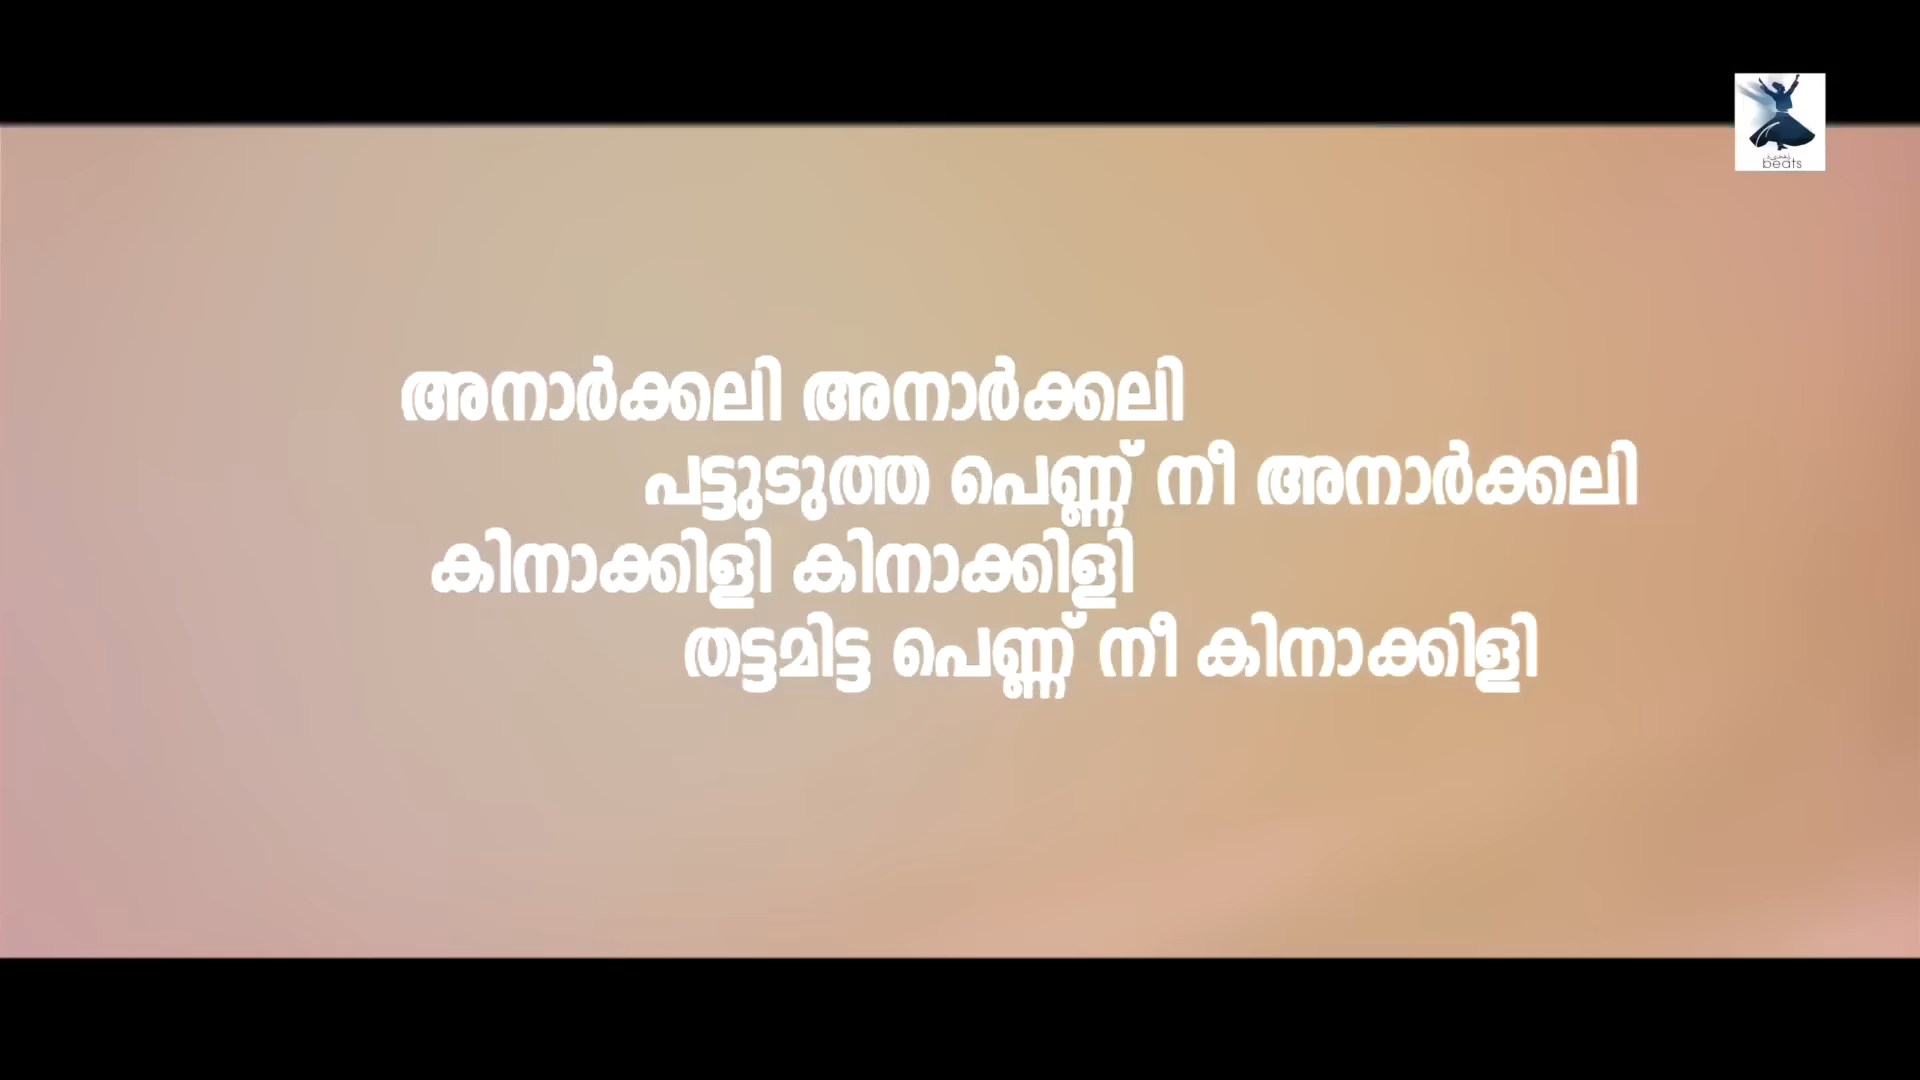 അനാർക്കലി അനാർക്കലി
പട്ടുടുത്ത പെണ്ണ് നീ അനാർക്കലി
കിനാക്കിളി കിനാക്കിളി
തട്ടമിട്ട പെണ്ണ് നീ കിനാക്കിളി
beats